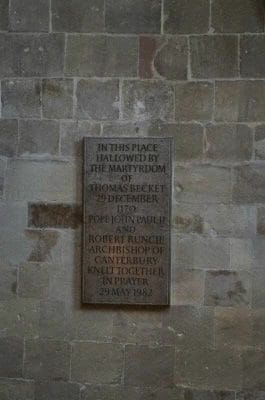 IN THIS PLACE
HALLOWED BY
THE MARTYRDOM
OF
THOMAS BECKET
29 DECEMBER
1170
POPE JOHN PAUL II
AND
ROBERT RUNCIE
ARCHBISHOP OF
CANTERBURY
KNELT TOGETHER
IN PRAYER
29 MAY 1982